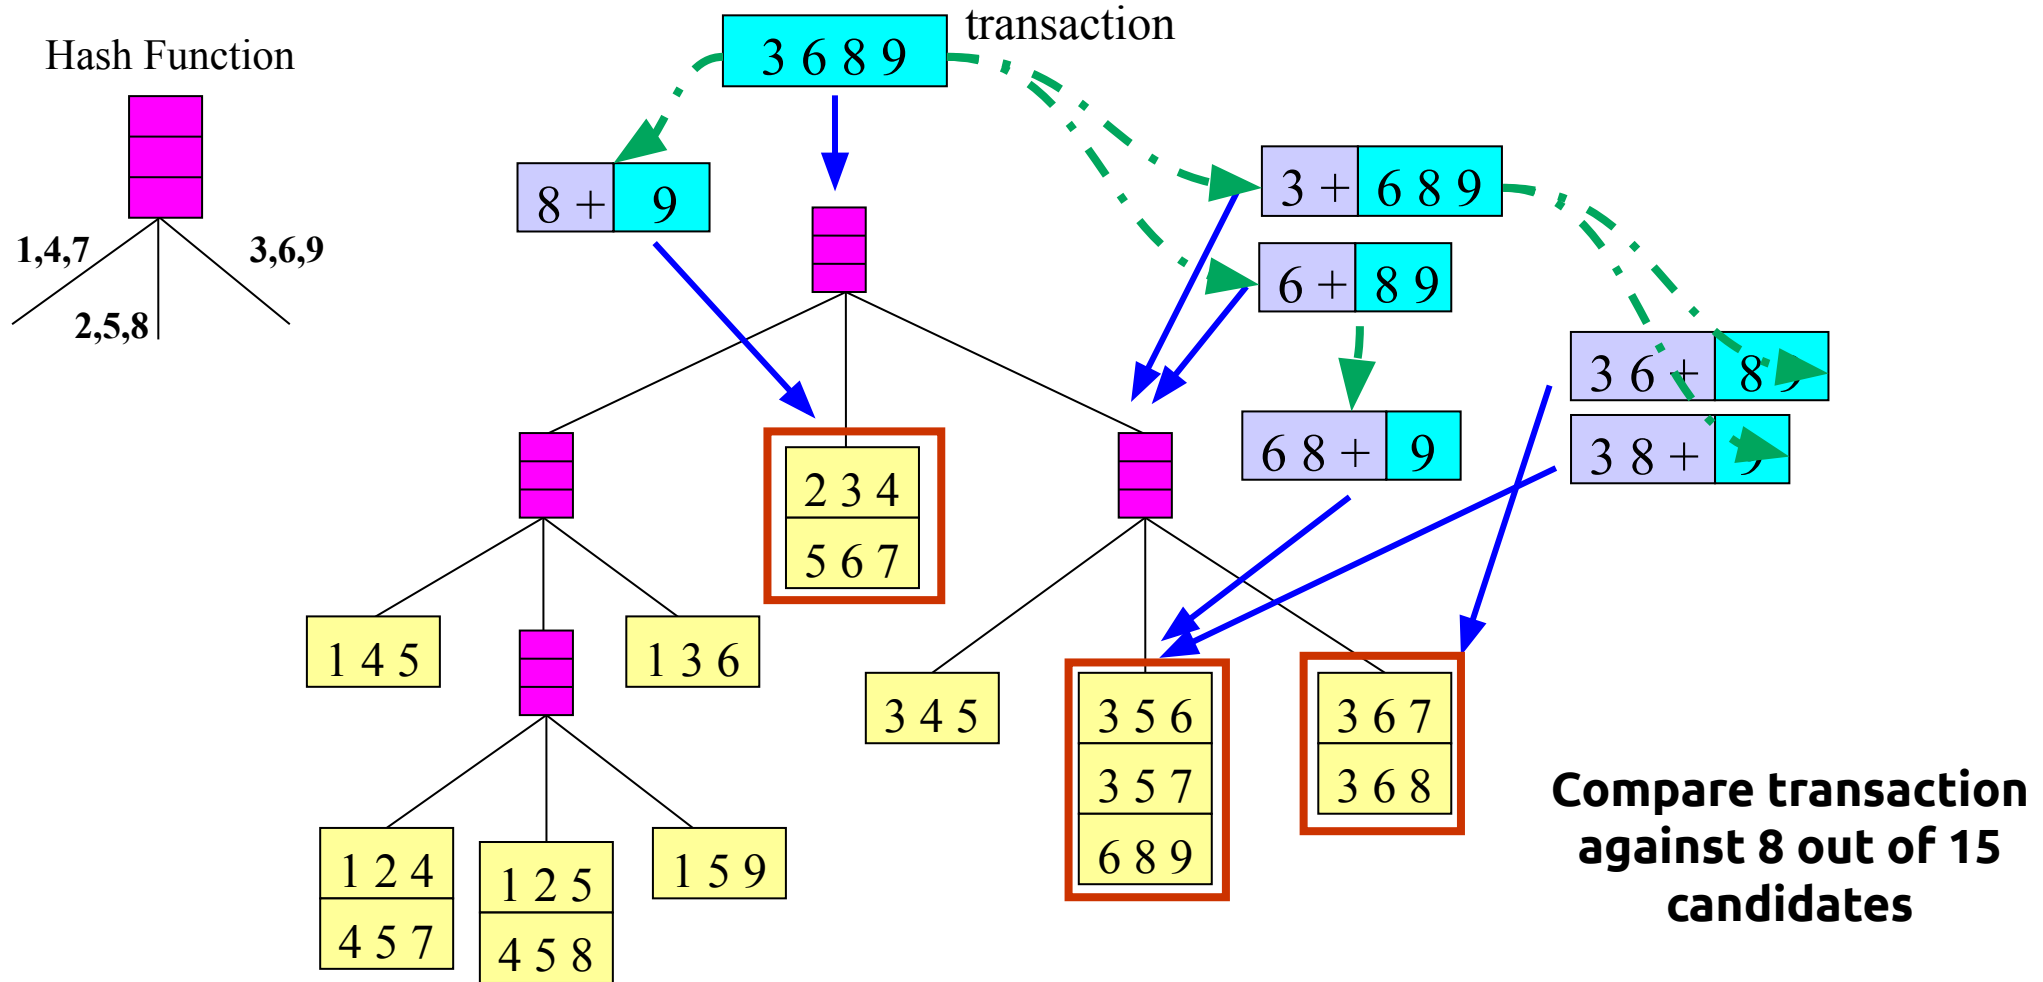 transaction
3 6 8 9
Hash Function
1,4,7
3,6,9
2,5,8
8 + 9
3 + 6 8 9
6 + 8 9
3 6 + 8 9
6 8 + 9
3 8 + 9
2 3 4
5 6 7
1 4 5
1 3 6
3 4 5
3 5 6
3 5 7
6 8 9
3 6 7
3 6 8
1 2 4
4 5 7
1 2 5
4 5 8
1 5 9
Compare transaction
against 8 out of 15
candidates